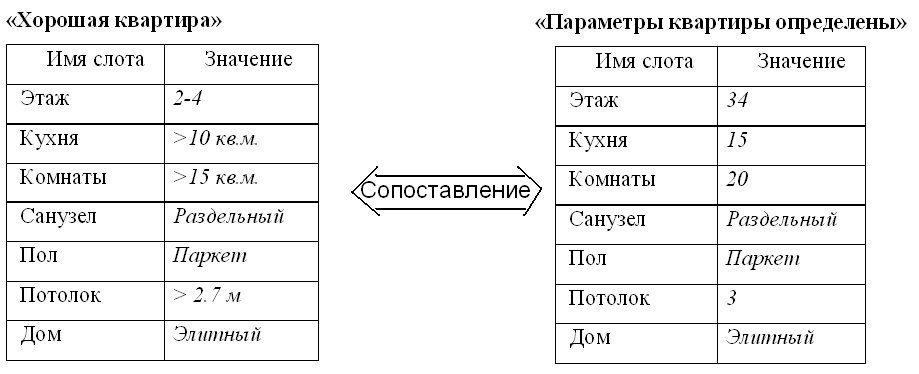 «Хорошая квартира»
Имя слота Значение
Этаж 2-4
Кухня >10 кв.м.
Комнаты >15 кв.м.
Санузел Раздельный
Пол Паркет
Потолок > 2.7 м
Дом Элитный
Сопоставление
«Параметры квартиры определены»
Имя слота Значение
Этаж 34
Кухня 15
Комнаты 20
Санузел Раздельный
Пол Паркет
Потолок 3
Дом Элитный